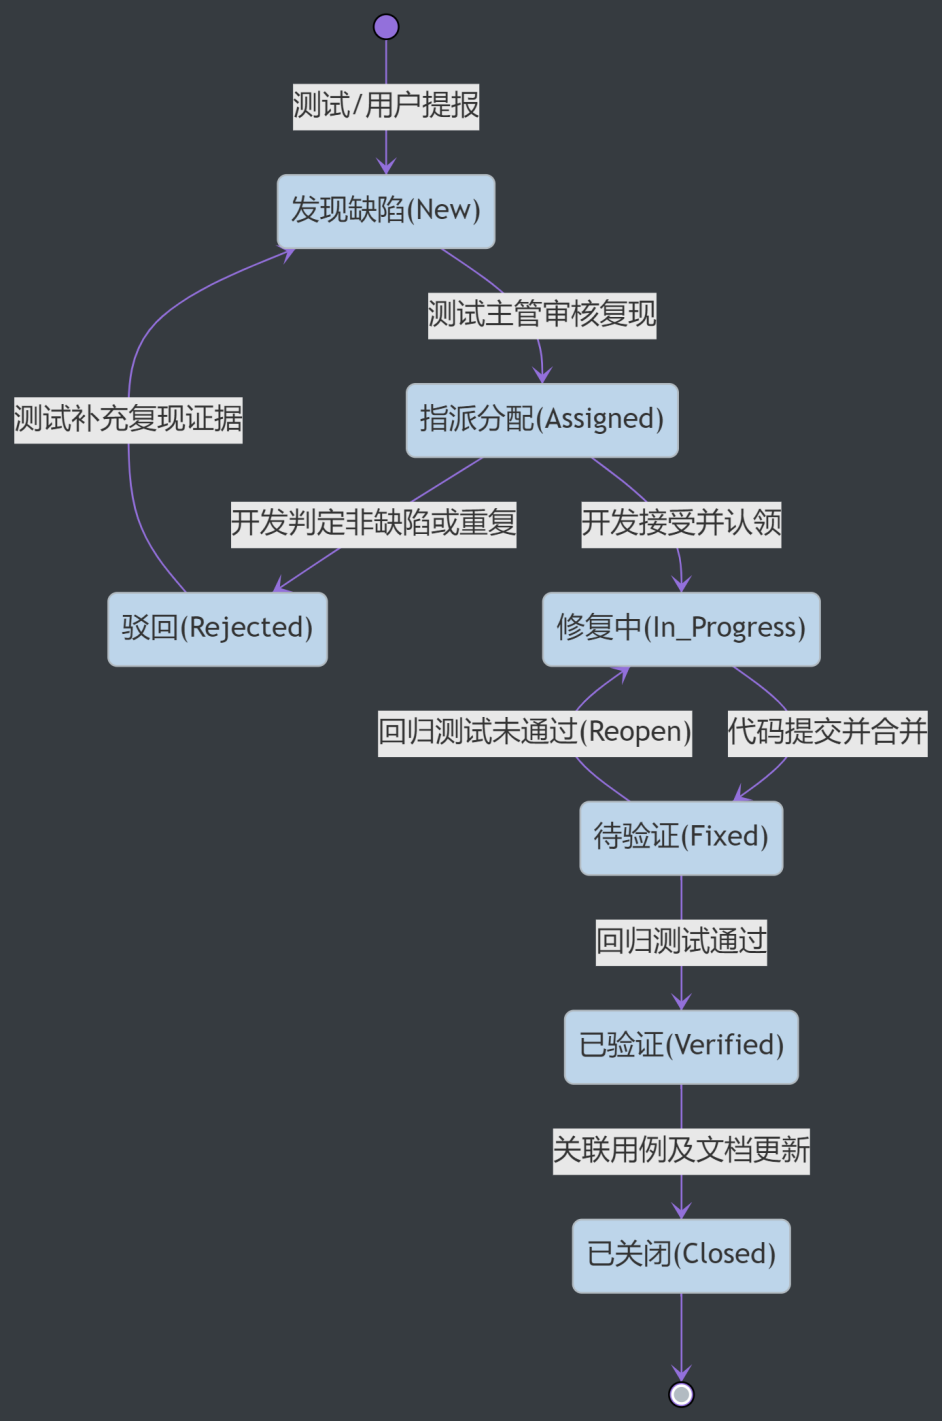 测试/用户提报
发现缺陷(New)
测试主管审核复现
测试补充复现证据
指派分配(Assigned)
开发判定非缺陷或重复
开发接受并认领
驳回(Rejected)
修复中(In_Progress)
回归测试未通过(Reopen)
代码提交并合并
待验证(Fixed)
回归测试通过
已验证(Verified)
关联用例及文档更新
已关闭(Closed)